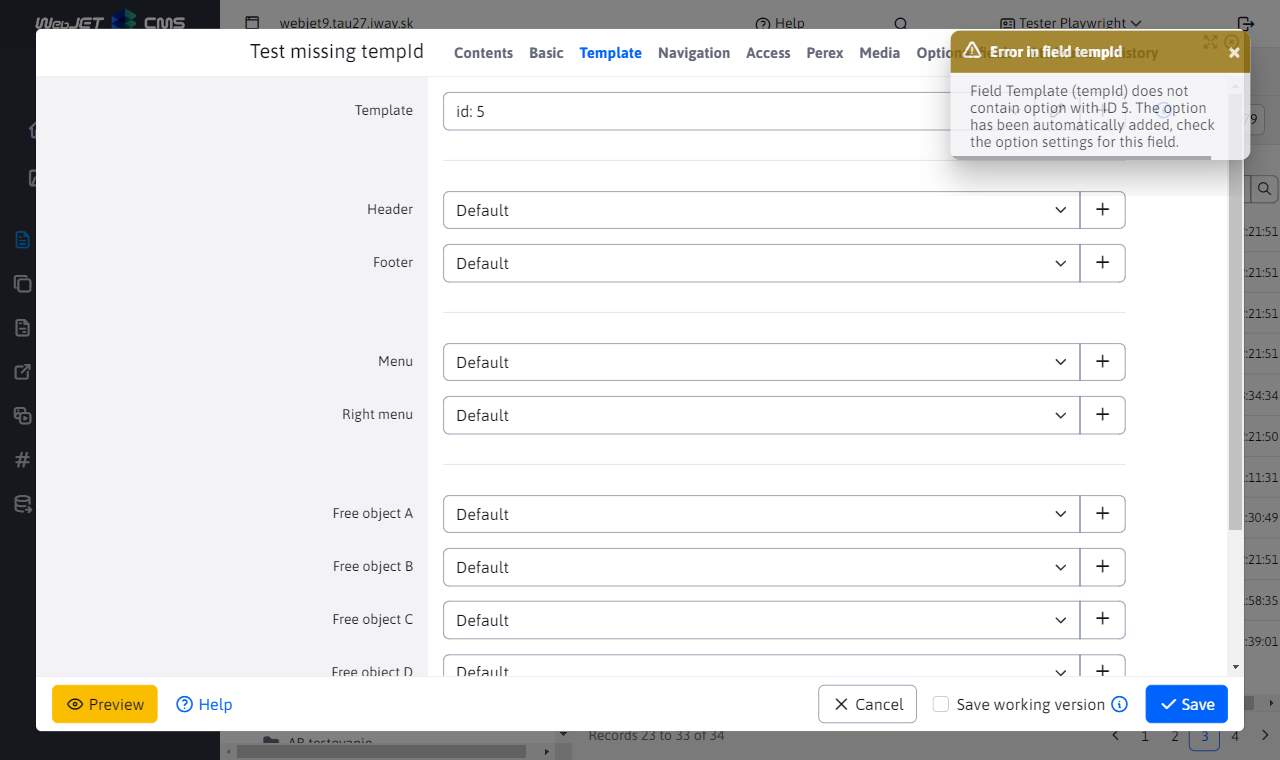 WebJET CMS
webjet9.tau27.iway.sk
Help
Tester Playwright
Test missing tempId
Contents
Basic
Template
Navigation
Access
Perex
Media
Error in field tempId
Field Template (tempId) does not
contain option with ID 5. The option
has been automatically added, check
the option settings for this field.
Template
id: 5
Header
Default
Footer
Default
Menu
Default
Right menu
Default
Free object A
Default
Free object B
Default
Free object C
Default
Free object D
Default
:21:51
:21:51
:21:51
:21:51
:34:34
:21:50
:11:31
:30:49
:21:51
:58:35
:39:01
Preview
Help
Cancel
Save working version
Save
AB testovanie
Records 23 to 33 of 34
1
2
3
4